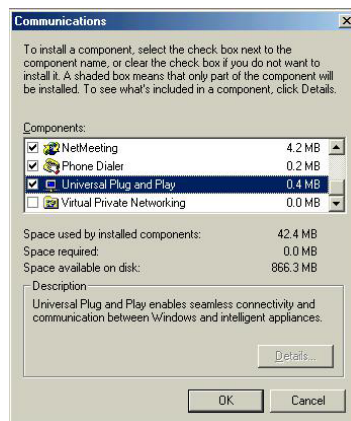 Communications
To install a component, select the check box next to the
component name, or clear the check box if you do not want to
install it. A shaded box means that only part of the component will
be installed. To see what's included in a component, click Details.
Components:
NetMeeting 4.2 MB
Phone Dialer 0.2 MB
Universal Plug and Play 0.4 MB
Virtual Private Networking 0.0 MB
Space used by installed components: 42.4 MB
Space required: 0.0 MB
Space available on disk: 866.3 MB
Description
Universal Plug and Play enables seamless connectivity and
communication between Windows and intelligent appliances.
Details...
OK Cancel